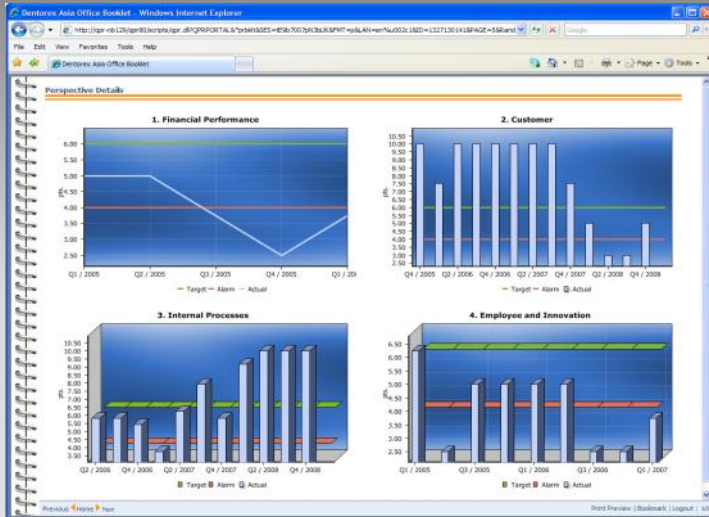 Dentorex Asia Office Booklet - Windows Internet Explorer
Google
File Edit View Favorites Tools Help
Dentorex Asia Office Booklet
Page Tools
Perspective Details
1. Financial Performance
6.00
5.50
5.00
4.50
4.00
3.50
3.00
2.50
pts.
Q1 / 2005 Q2 / 2005 Q3 / 2005 Q4 / 2005 Q1 / 20
Target Alarm Actual
2. Customer
10.50
10.00
9.50
9.00
8.50
8.00
7.50
7.00
6.50
6.00
5.50
5.00
4.50
4.00
3.50
3.00
2.50
pts.
Q4 / 2005 Q2 / 2006 Q4 / 2006 Q2 / 2007 Q4 / 2007 Q2 / 2008 Q4 / 2008
Target Alarm Actual
3. Internal Processes
10.50
10.00
9.50
9.00
8.50
8.00
7.50
7.00
6.50
6.00
5.50
5.00
4.50
4.00
3.50
pts.
Q2 / 2006 Q4 / 2006 Q2 / 2007 Q4 / 2007 Q2 / 2008 Q4 / 2008
Target Alarm Actual
4. Employee and Innovation
6.50
6.00
5.50
5.00
4.50
4.00
3.50
3.00
2.50
pts.
Q1 / 2005 Q3 / 2005 Q1 / 2006 Q3 / 2006 Q1 / 2007
Target Alarm Actual
Previous Home Next
Print Preview | Bookmark | Logout |